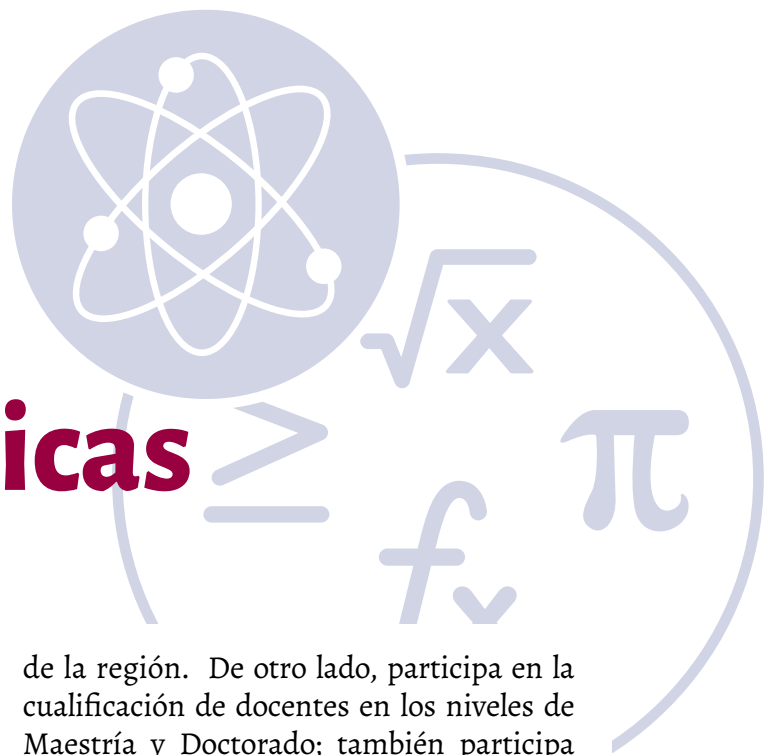 √x
≥
π
icas
fx
de la región. De otro lado, participa en la
cualificación de docentes en los niveles de
Maestría y Doctorado; también participa